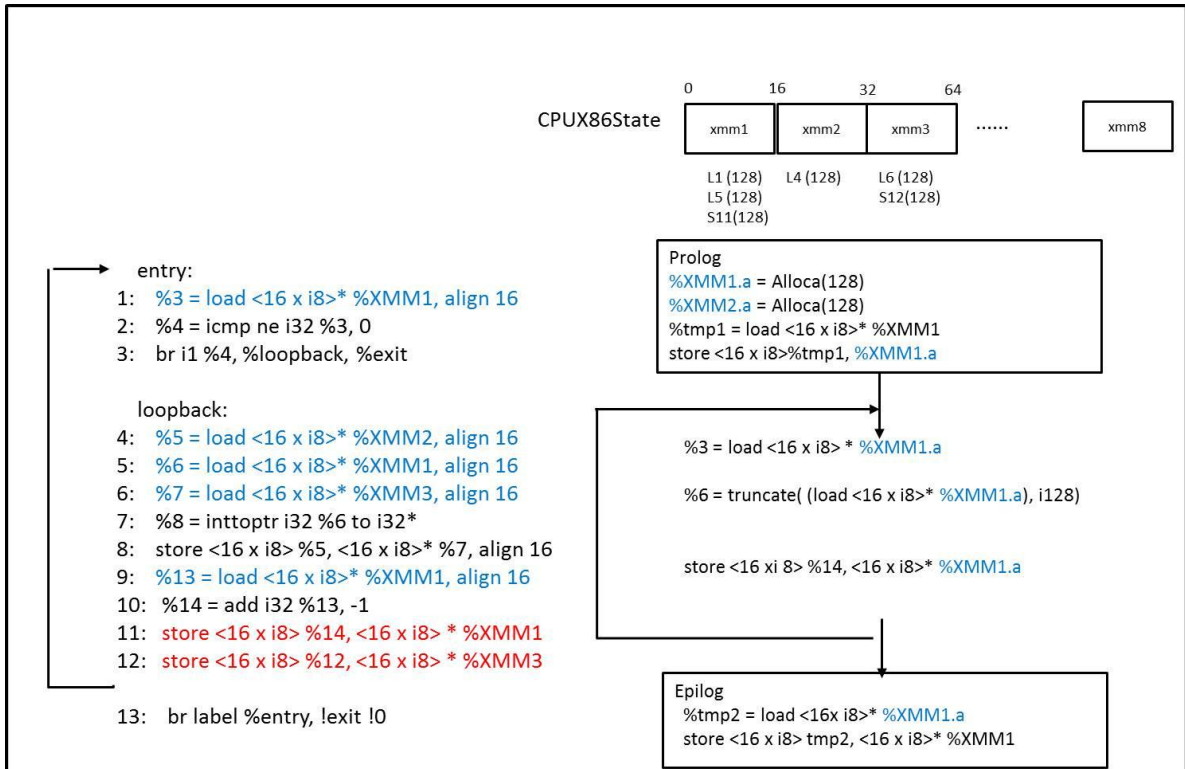 0 16 32 64
CPUX86State xmm1 xmm2 xmm3 ...... xmm8
L1 (128) L4 (128) L6 (128)
L5 (128) S12(128)
S11(128)
entry:
1: %3 = load <16 x i8>* %XMM1, align 16
2: %4 = icmp ne i32 %3, 0
3: br i1 %4, %loopback, %exit
loopback:
4: %5 = load <16 x i8>* %XMM2, align 16
5: %6 = load <16 x i8>* %XMM1, align 16
6: %7 = load <16 x i8>* %XMM3, align 16
7: %8 = inttoptr i32 %6 to i32*
8: store <16 x i8> %5, <16 x i8>* %7, align 16
9: %13 = load <16 x i8>* %XMM1, align 16
10: %14 = add i32 %13, -1
11: store <16 x i8> %14, <16 x i8> * %XMM1
12: store <16 x i8> %12, <16 x i8> * %XMM3
13: br label %entry, !exit !0
Prolog
%XMM1.a = Alloca(128)
%XMM2.a = Alloca(128)
%tmp1 = load <16 x i8>* %XMM1
store <16 x i8>%tmp1, %XMM1.a
%3 = load <16 x i8> * %XMM1.a
%6 = truncate( (load <16 x i8>* %XMM1.a), i128)
store <16 xi 8> %14, <16 x i8>* %XMM1.a
Epilog
%tmp2 = load <16x i8>* %XMM1.a
store <16 x i8> tmp2, <16 x i8>* %XMM1